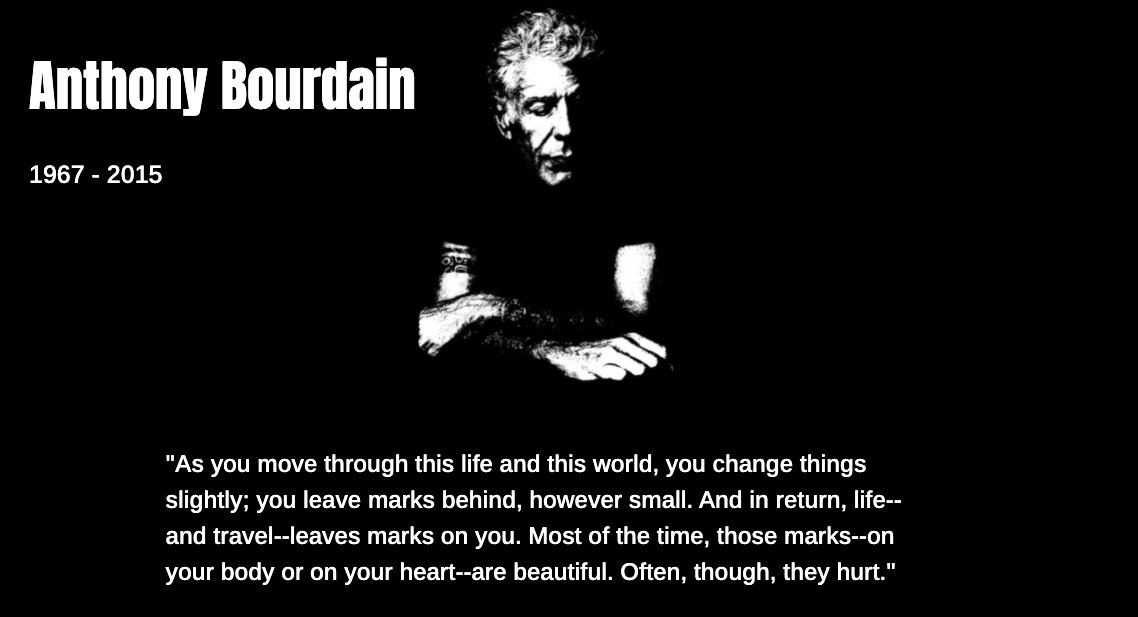 Anthony Bourdain
1967 - 2015
"As you move through this life and this world, you change things
slightly; you leave marks behind, however small. And in return, life--
and travel--leaves marks on you. Most of the time, those marks--on
your body or on your heart--are beautiful. Often, though, they hurt."